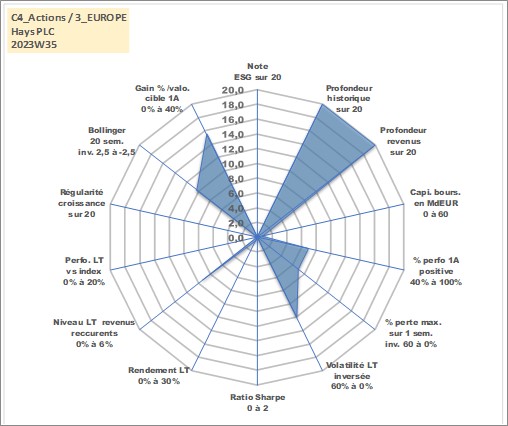 C4_Actions / 3_EUROPE
Hays PLC
2023W35
Note
ESG sur 20
Profondeur
historique
sur 20
Profondeur
revenus
sur 20
Capi. bours.
en MdEUR
0 à 60
% perfo 1A
positive
40% à 100%
% perte max.
sur 1 sem.
inv. 60 à 0%
Volatilité LT
inversée
60% à 0%
Ratio Sharpe
0 à 2
Rendement LT
0% à 30%
Niveau LT revenus
reccurents
0% à 6%
Perfo. LT
vs index
0% à 20%
Régularité
croissance
sur 20
Bollinger
20 sem.
inv. 2,5 à -2,5
Gain % /valo.
cible 1A
0% à 40%
20,0
18,0
16,0
14,0
12,0
10,0
8,0
6,0
4,0
2,0
0,0